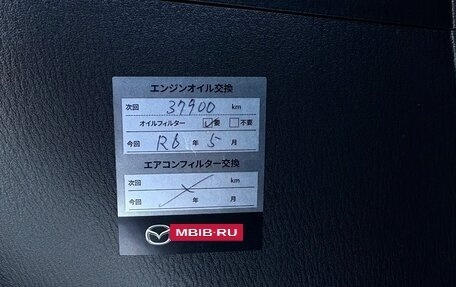 エンジンオイル交換
次回 37900 km
オイルフィルター ☑要 □不要
今回 R6 年 5 月
エアコンフィルター交換
次回 km
今回 年 月
MBIB-RU